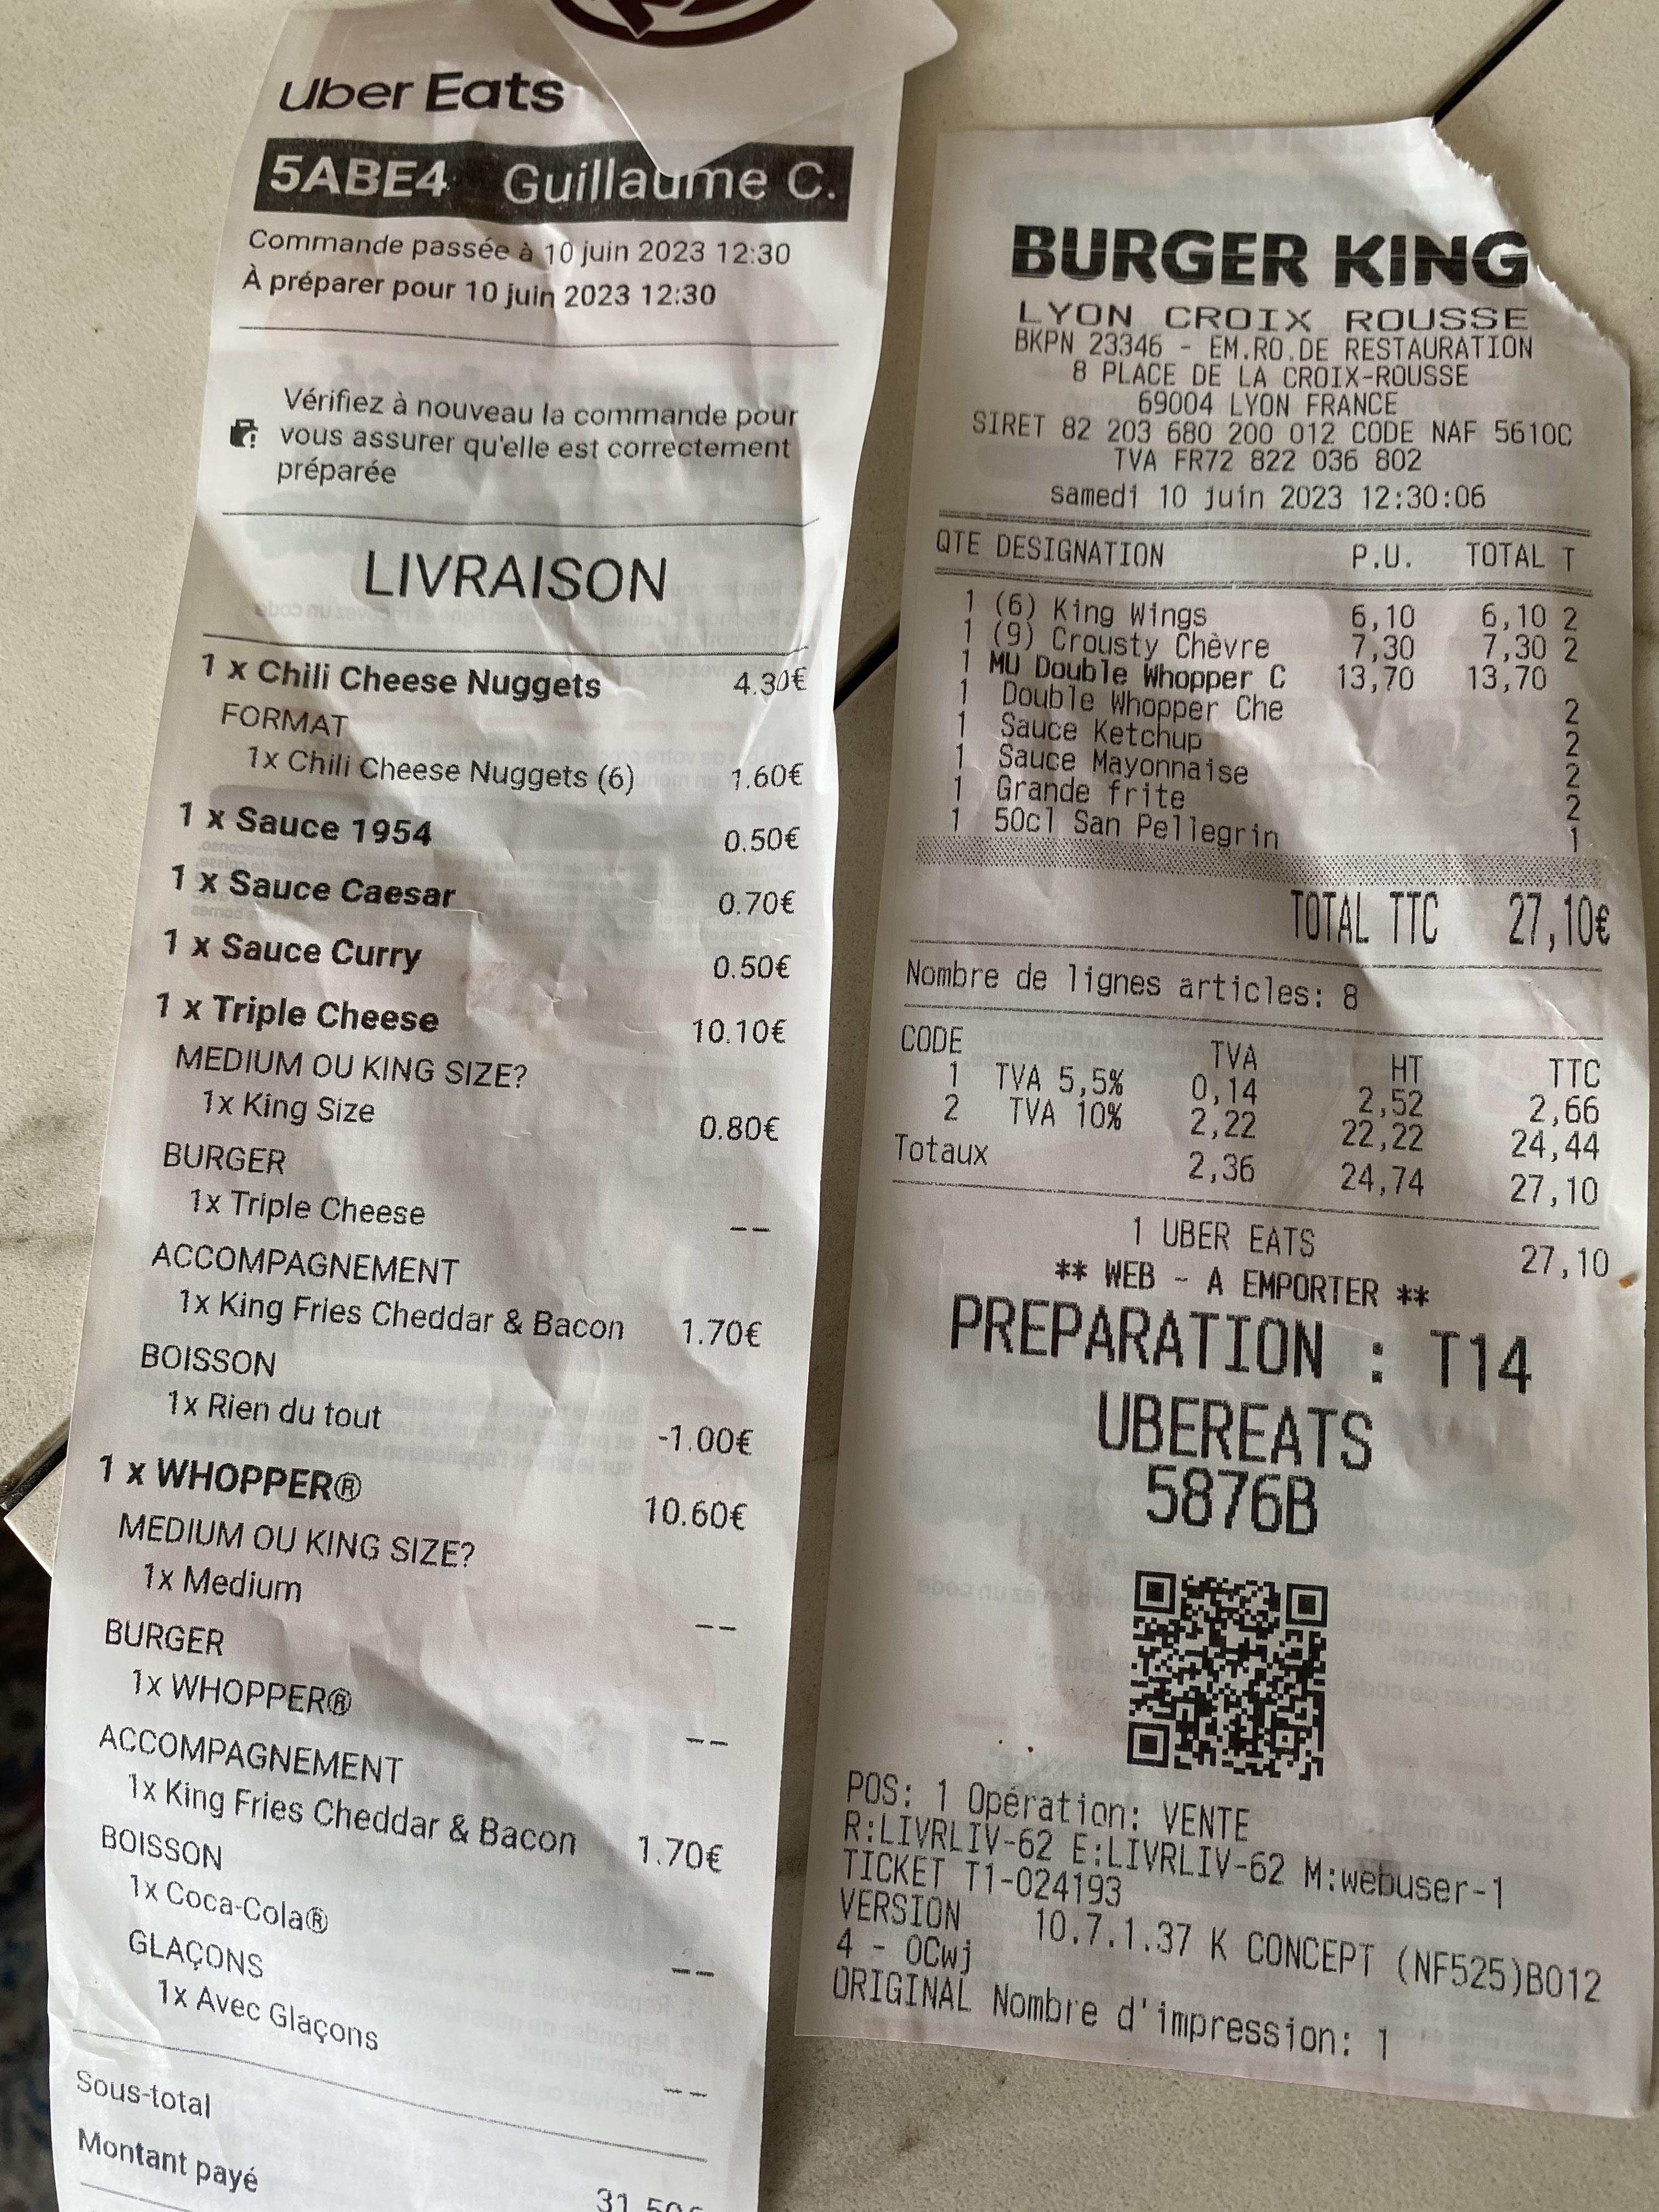 Uber Eats
5ABE4 Guillaume C.
Commande passée à 10 juin 2023 12:30
À préparer pour 10 juin 2023 12:30
Vérifiez à nouveau la commande pour
vous assurer qu'elle est correctement
préparée
LIVRAISON
1 x Chili Cheese Nuggets 4.30€
FORMAT
1x Chili Cheese Nuggets (6) 1.60€
1 x Sauce 1954 0.50€
1 x Sauce Caesar 0.70€
1 x Sauce Curry 0.50€
1 x Triple Cheese 10.10€
MEDIUM OU KING SIZE?
1x King Size 0.80€
BURGER
1x Triple Cheese --
ACCOMPAGNEMENT
1x King Fries Cheddar & Bacon 1.70€
BOISSON
1x Rien du tout -1.00€
1 x WHOPPER® 10.60€
MEDIUM OU KING SIZE?
1x Medium --
BURGER
1x WHOPPER® --
ACCOMPAGNEMENT
1x King Fries Cheddar & Bacon 1.70€
BOISSON
1x Coca-Cola® --
GLAÇONS
1x Avec Glaçons --
Sous-total 31.50€
Montant payé
BURGER KING
LYON CROIX ROUSSE
BKPN 23346 - EM.RO.DE RESTAURATION
8 PLACE DE LA CROIX-ROUSSE
69004 LYON FRANCE
SIRET 82 203 680 200 012 CODE NAF 5610C
TVA FR72 822 036 802
samedi 10 juin 2023 12:30:06
QTE DESIGNATION P.U. TOTAL T
1 (6) King Wings 6,10 6,10 2
1 (9) Crousty Chèvre 7,30 7,30 2
1 MU Double Whopper C 13,70 13,70
1 Double Whopper Che 2
1 Sauce Ketchup 2
1 Sauce Mayonnaise 2
1 Grande frite 2
1 50cl San Pellegrin 1
TOTAL TTC 27,10€
Nombre de lignes articles: 8
CODE TVA HT TTC
1 TVA 5,5% 0,14 2,52 2,66
2 TVA 10% 2,22 22,22 24,44
Totaux 2,36 24,74 27,10
1 UBER EATS 27,10
** WEB - A EMPORTER **
PREPARATION : T14
UBEREATS
5876B
POS: 1 Opération: VENTE
R:LIVRLIV-62 E:LIVRLIV-62 M:webuser-1
TICKET T1-024193
VERSION 10.7.1.37 K CONCEPT (NF525)B012
4 - OCwj
ORIGINAL Nombre d'impression: 1